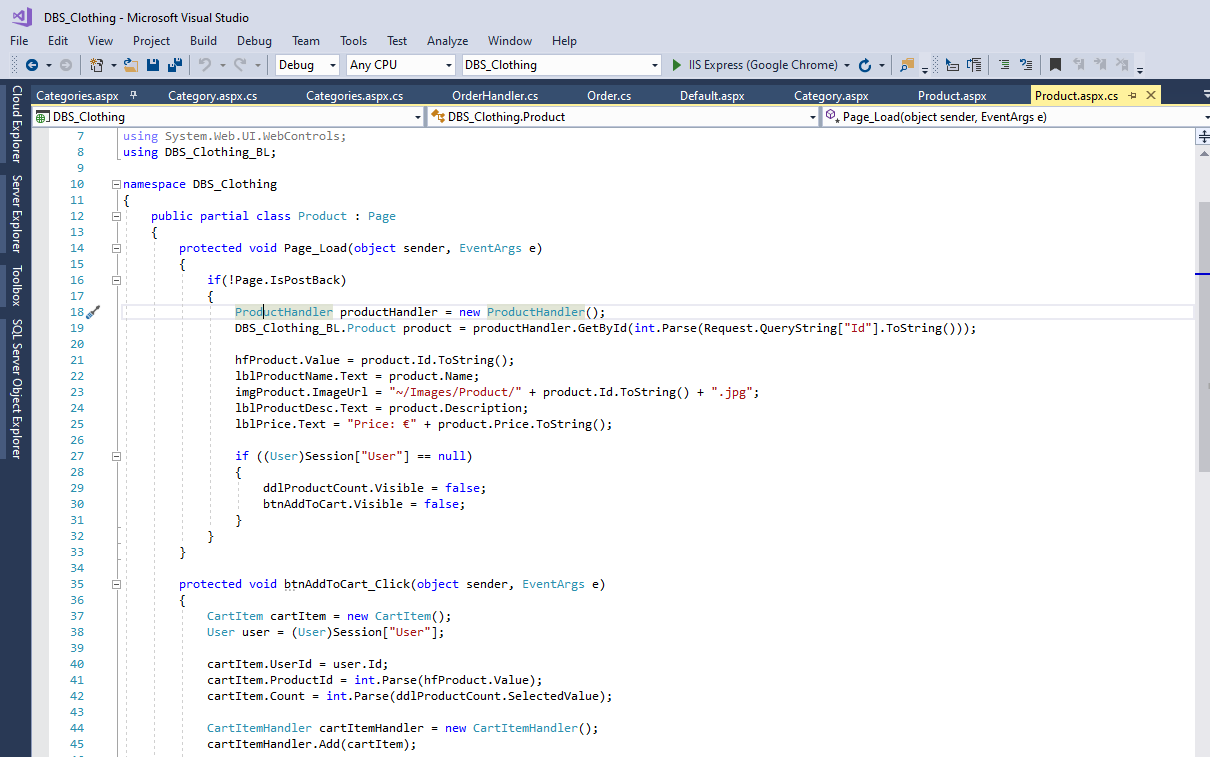 DBS_Clothing - Microsoft Visual Studio
File Edit View Project Build Debug Team Tools Test Analyze Window Help
Debug Any CPU DBS_Clothing IIS Express (Google Chrome)
Categories.aspx Category.aspx.cs Categories.aspx.cs OrderHandler.cs Order.cs Default.aspx Category.aspx Product.aspx Product.aspx.cs
DBS_Clothing DBS_Clothing.Product Page_Load(object sender, EventArgs e)
Cloud Explorer
Server Explorer
Toolbox
SQL Server Object Explorer
7 using System.Web.UI.WebControls;
8 using DBS_Clothing_BL;
9
10 namespace DBS_Clothing
11 {
12 public partial class Product : Page
13 {
14 protected void Page_Load(object sender, EventArgs e)
15 {
16 if(!Page.IsPostBack)
17 {
18 ProductHandler productHandler = new ProductHandler();
19 DBS_Clothing_BL.Product product = productHandler.GetById(int.Parse(Request.QueryString["Id"].ToString()));
20
21 hfProduct.Value = product.Id.ToString();
22 lblProductName.Text = product.Name;
23 imgProduct.ImageUrl = "~/Images/Product/" + product.Id.ToString() + ".jpg";
24 lblProductDesc.Text = product.Description;
25 lblPrice.Text = "Price: €" + product.Price.ToString();
26
27 if ((User)Session["User"] == null)
28 {
29 ddlProductCount.Visible = false;
30 btnAddToCart.Visible = false;
31 }
32 }
33 }
34
35 protected void btnAddToCart_Click(object sender, EventArgs e)
36 {
37 CartItem cartItem = new CartItem();
38 User user = (User)Session["User"];
39
40 cartItem.UserId = user.Id;
41 cartItem.ProductId = int.Parse(hfProduct.Value);
42 cartItem.Count = int.Parse(ddlProductCount.SelectedValue);
43
44 CartItemHandler cartItemHandler = new CartItemHandler();
45 cartItemHandler.Add(cartItem);